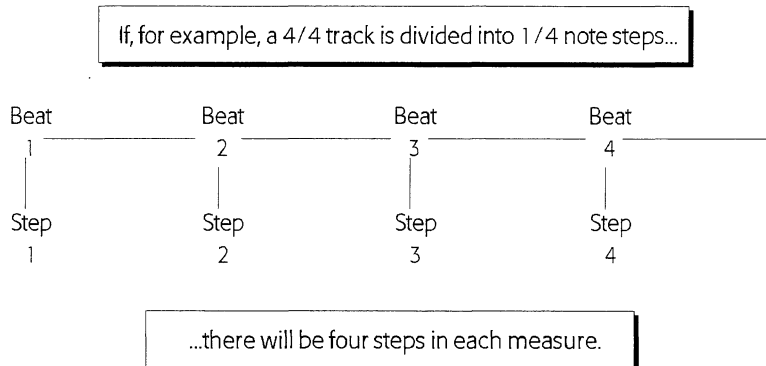 If, for example, a 4/4 track is divided into 1/4 note steps...
Beat Beat Beat Beat
1 2 3 4
Step Step Step Step
1 2 3 4
...there will be four steps in each measure.